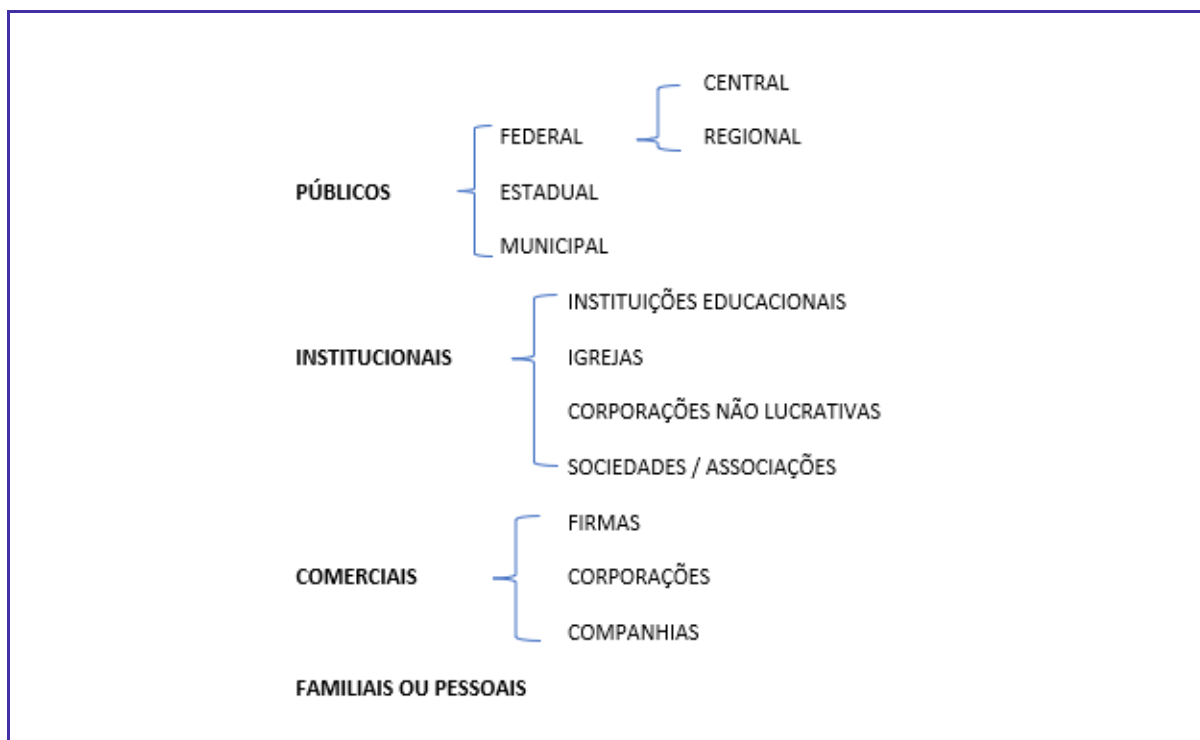 CENTRAL
FEDERAL
REGIONAL
PÚBLICOS
ESTADUAL
MUNICIPAL
INSTITUIÇÕES EDUCACIONAIS
INSTITUCIONAIS
IGREJAS
CORPORAÇÕES NÃO LUCRATIVAS
SOCIEDADES / ASSOCIAÇÕES
FIRMAS
COMERCIAIS
CORPORAÇÕES
COMPANHIAS
FAMILIAIS OU PESSOAIS